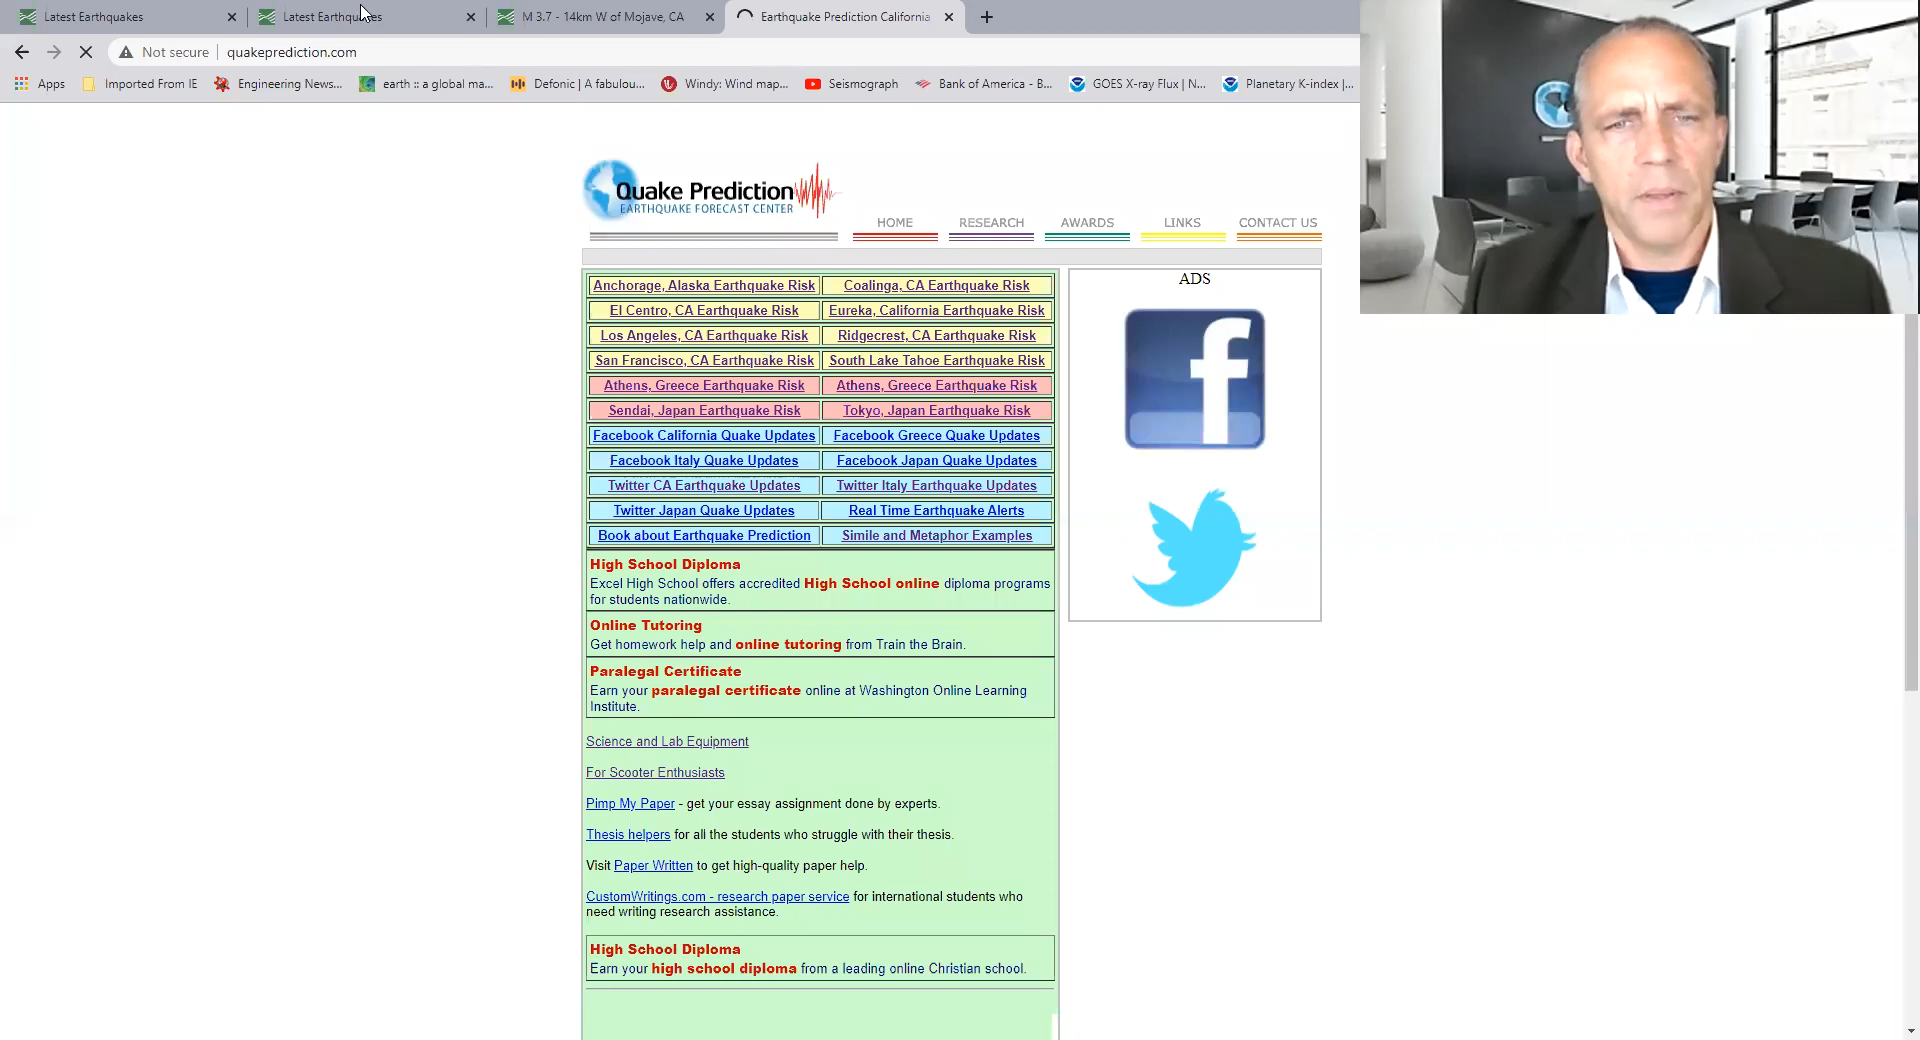 Latest Earthquakes
Latest Earthquakes
M 3.7 - 14km W of Mojave, CA
Earthquake Prediction California
Not secure
quakeprediction.com
Apps
Imported From IE
Engineering News...
earth :: a global ma...
Defonic | A fabulou...
Windy: Wind map...
Seismograph
Bank of America - B...
GOES X-ray Flux | N...
Planetary K-index |...
Quake Prediction
EARTHQUAKE FORECAST CENTER
HOME
RESEARCH
AWARDS
LINKS
CONTACT US
Anchorage, Alaska Earthquake Risk
Coalinga, CA Earthquake Risk
El Centro, CA Earthquake Risk
Eureka, California Earthquake Risk
Los Angeles, CA Earthquake Risk
Ridgecrest, CA Earthquake Risk
San Francisco, CA Earthquake Risk
South Lake Tahoe Earthquake Risk
Athens, Greece Earthquake Risk
Athens, Greece Earthquake Risk
Sendai, Japan Earthquake Risk
Tokyo, Japan Earthquake Risk
Facebook California Quake Updates
Facebook Greece Quake Updates
Facebook Italy Quake Updates
Facebook Japan Quake Updates
Twitter CA Earthquake Updates
Twitter Italy Earthquake Updates
Twitter Japan Quake Updates
Real Time Earthquake Alerts
Book about Earthquake Prediction
Simile and Metaphor Examples
ADS
f
High School Diploma
Excel High School offers accredited High School online diploma programs
for students nationwide.
Online Tutoring
Get homework help and online tutoring from Train the Brain.
Paralegal Certificate
Earn your paralegal certificate online at Washington Online Learning
Institute.
Science and Lab Equipment
For Scooter Enthusiasts
Pimp My Paper - get your essay assignment done by experts.
Thesis helpers for all the students who struggle with their thesis.
Visit Paper Written to get high-quality paper help.
CustomWritings.com - research paper service for international students who
need writing research assistance.
High School Diploma
Earn your high school diploma from a leading online Christian school.